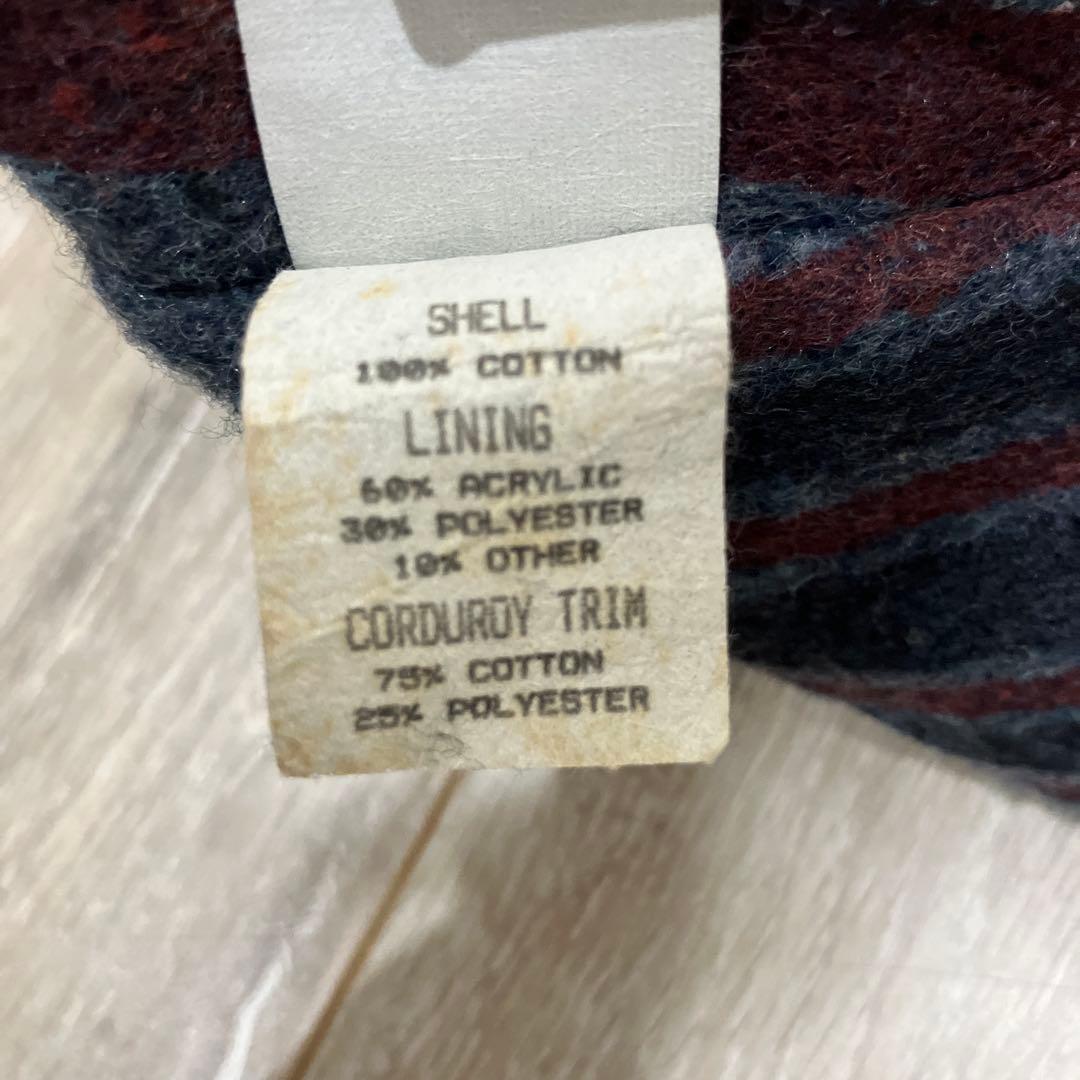 SHELL
100% COTTON
LINING
60% ACRYLIC
30% POLYESTER
10% OTHER
CORDUROY TRIM
75% COTTON
25% POLYESTER